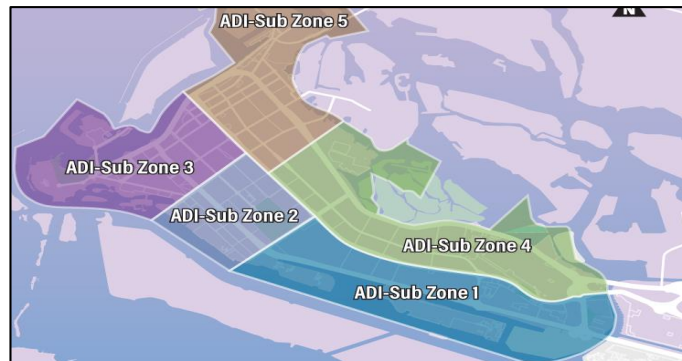 ADI-Sub Zone 5
N
ADI-Sub Zone 3
ADI-Sub Zone 2
ADI-Sub Zone 4
ADI-Sub Zone 1